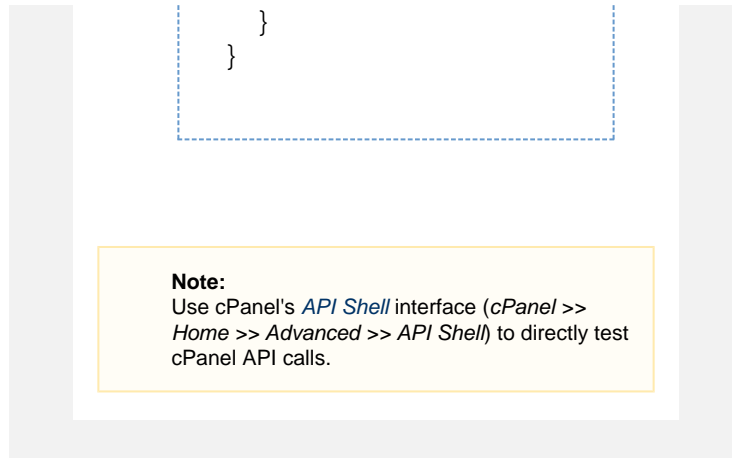 }
}
Note:
Use cPanel's API Shell interface (cPanel >>
Home >> Advanced >> API Shell) to directly test
cPanel API calls.